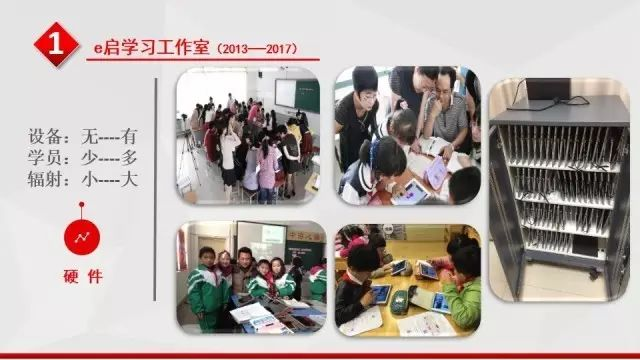 1
e启学习工作室（2013——2017）
设备：无----有
学员：少----多
辐射：小----大
硬 件